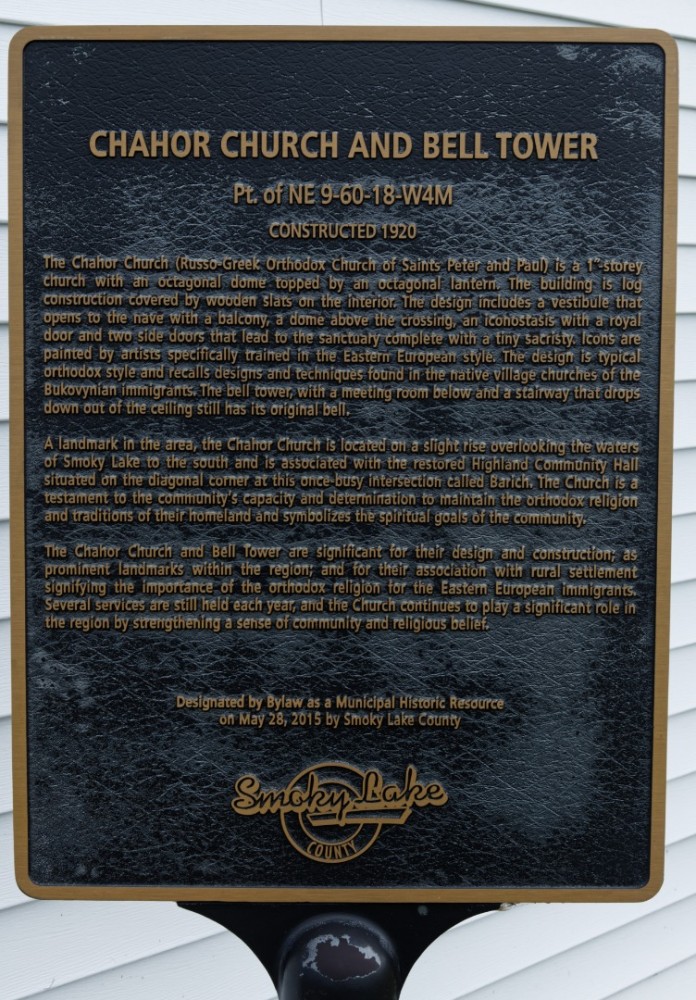 CHAHOR CHURCH AND BELL TOWER
Pt. of NE 9-60-18-W4M
CONSTRUCTED 1920
The Chahor Church (Russo-Greek Orthodox Church of Saints Peter and Paul) is a 1"-storey
church with an octagonal dome topped by an octagonal lantern. The building is log
construction covered by wooden slats on the interior. The design includes a vestibule that
opens to the nave with a balcony, a dome above the crossing, an iconostasis with a royal
door and two side doors that lead to the sanctuary complete with a tiny sacristy. Icons are
painted by artists specifically trained in the Eastern European style. The design is typical
orthodox style and recalls designs and techniques found in the native village churches of the
Bukovynian immigrants. The bell tower, with a meeting room below and a stairway that drops
down out of the ceiling still has its original bell.
A landmark in the area, the Chahor Church is located on a slight rise overlooking the waters
of Smoky Lake to the south and is associated with the restored Highland Community Hall
situated on the diagonal corner at this once-busy intersection called Barich. The Church is a
testament to the community's capacity and determination to maintain the orthodox religion
and traditions of their homeland and symbolizes the spiritual goals of the community.
The Chahor Church and Bell Tower are significant for their design and construction; as
prominent landmarks within the region; and for their association with rural settlement
signifying the importance of the orthodox religion for the Eastern European immigrants.
Several services are still held each year, and the Church continues to play a significant role in
the region by strengthening a sense of community and religious belief.
Designated by Bylaw as a Municipal Historic Resource
on May 28, 2015 by Smoky Lake County
Smoky Lake
COUNTY